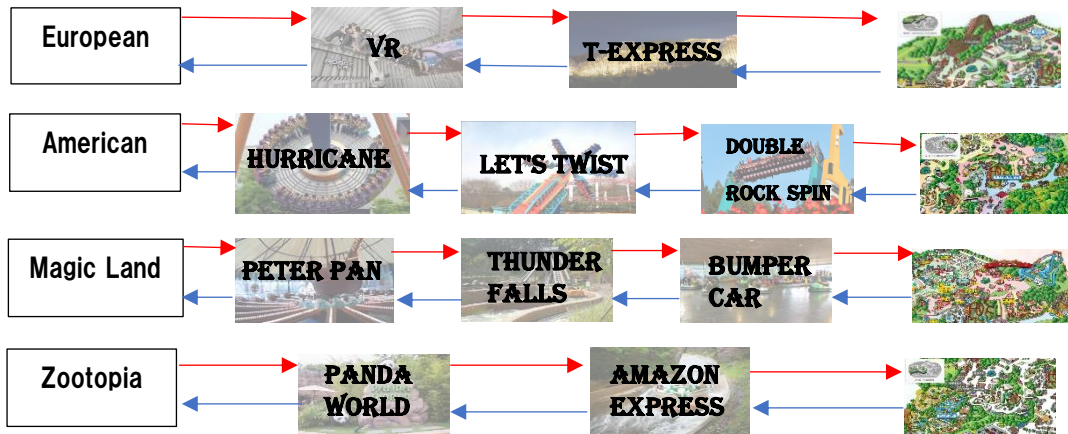 European
VR
T-EXPRESS
American
HURRICANE
LET'S TWIST
DOUBLE
ROCK SPIN
Magic Land
PETER PAN
THUNDER
FALLS
BUMPER
CAR
Zootopia
PANDA
WORLD
AMAZON
EXPRESS